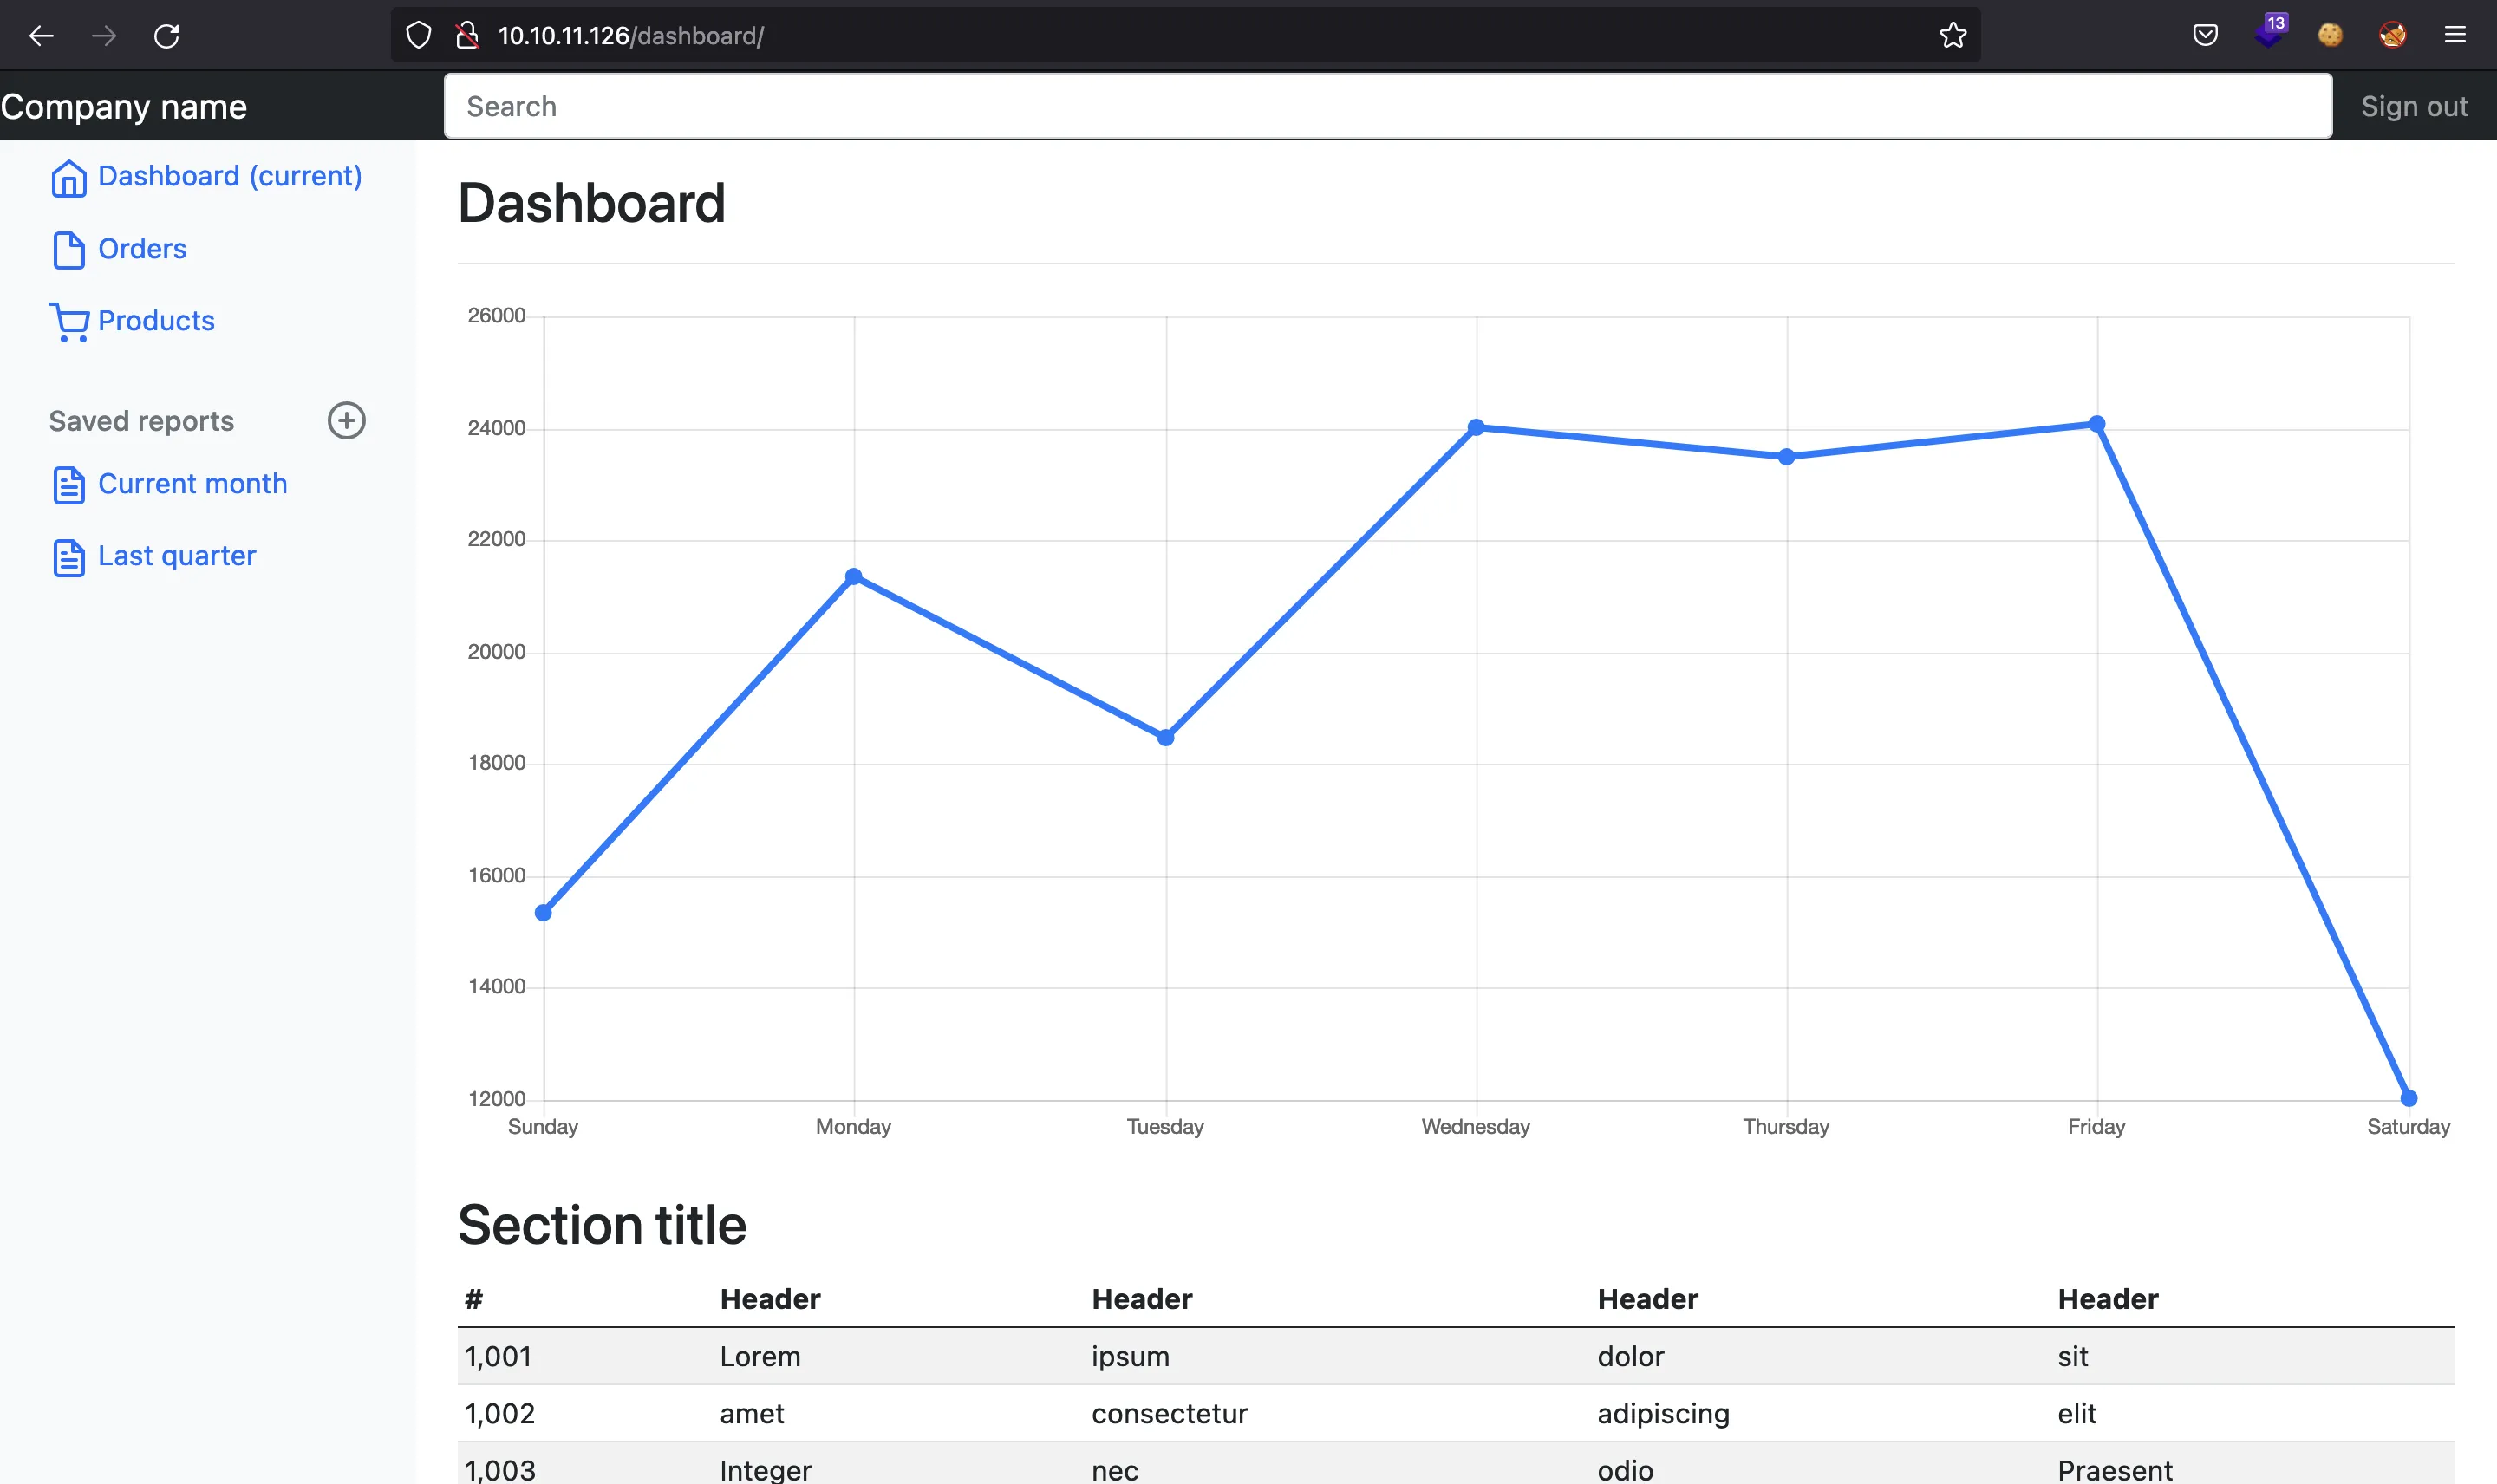 13
10.10.11.126/dashboard/
Company name
Search
Sign out
Dashboard (current)
Orders
Products
Saved reports
Current month
Last quarter
Dashboard
26000
24000
22000
20000
18000
16000
14000
12000
Sunday Monday Tuesday Wednesday Thursday Friday Saturday
Section title
# Header Header Header Header
1,001 Lorem ipsum dolor sit
1,002 amet consectetur adipiscing elit
1,003 Integer nec odio Praesent